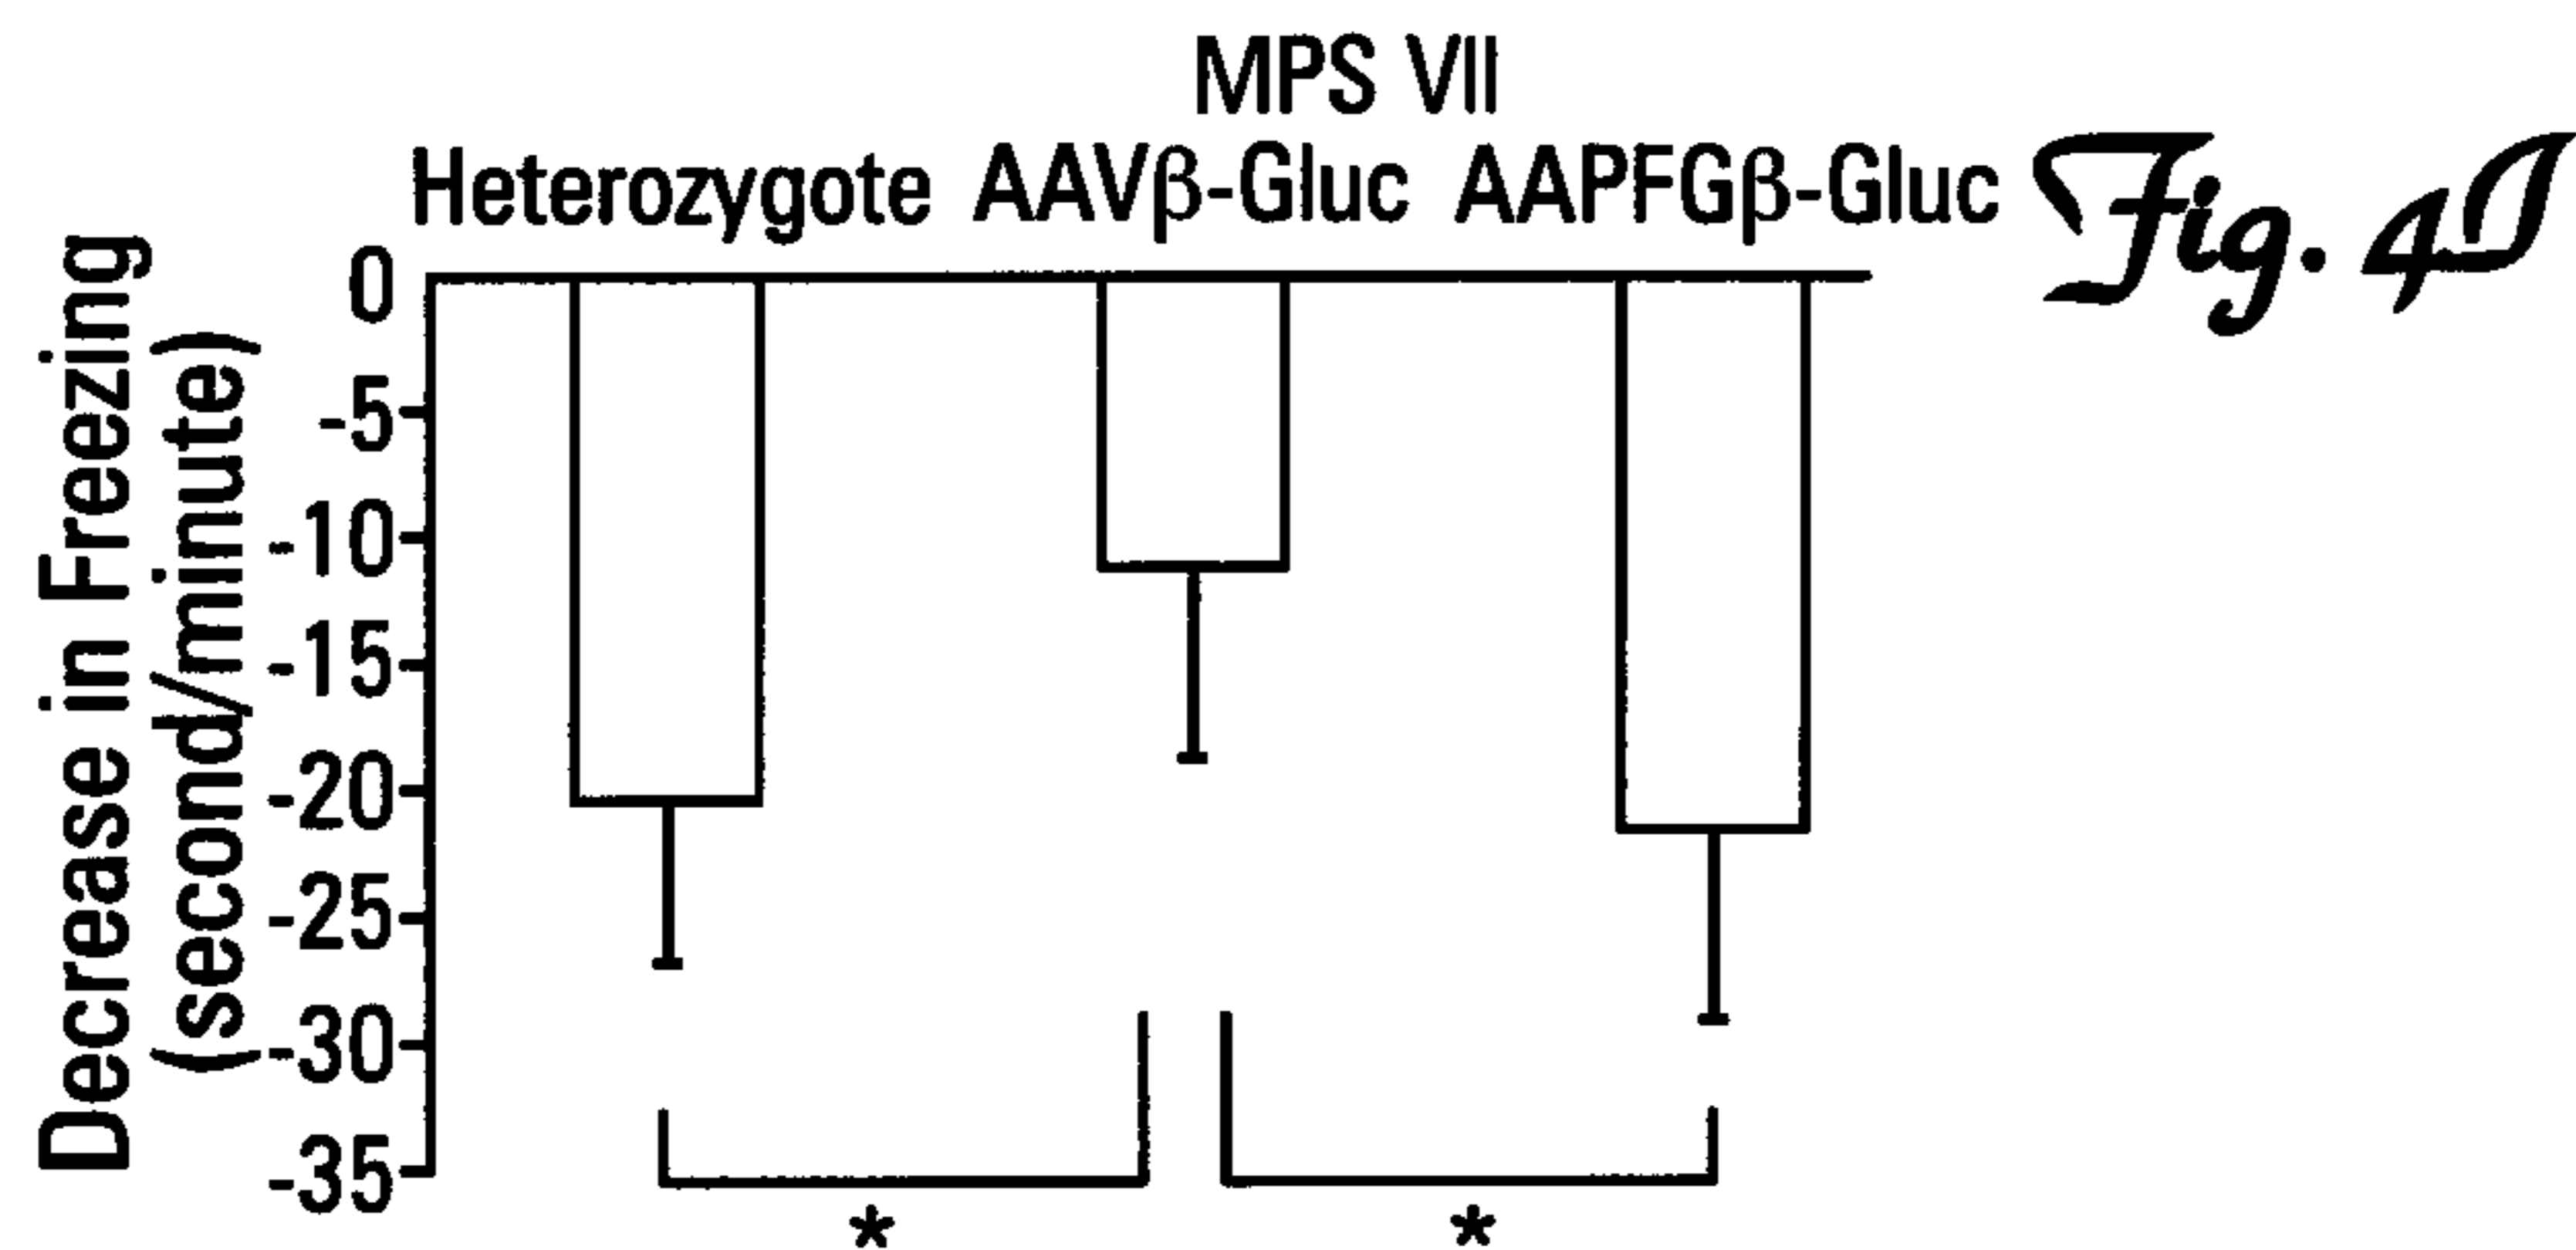 MPS VII
Heterozygote AAVβ-Gluc AAPFGβ-Gluc
Fig. 4I
Decrease in Freezing
(second/minute)
0
-5
-10
-15
-20
-25
-30
-35
* *